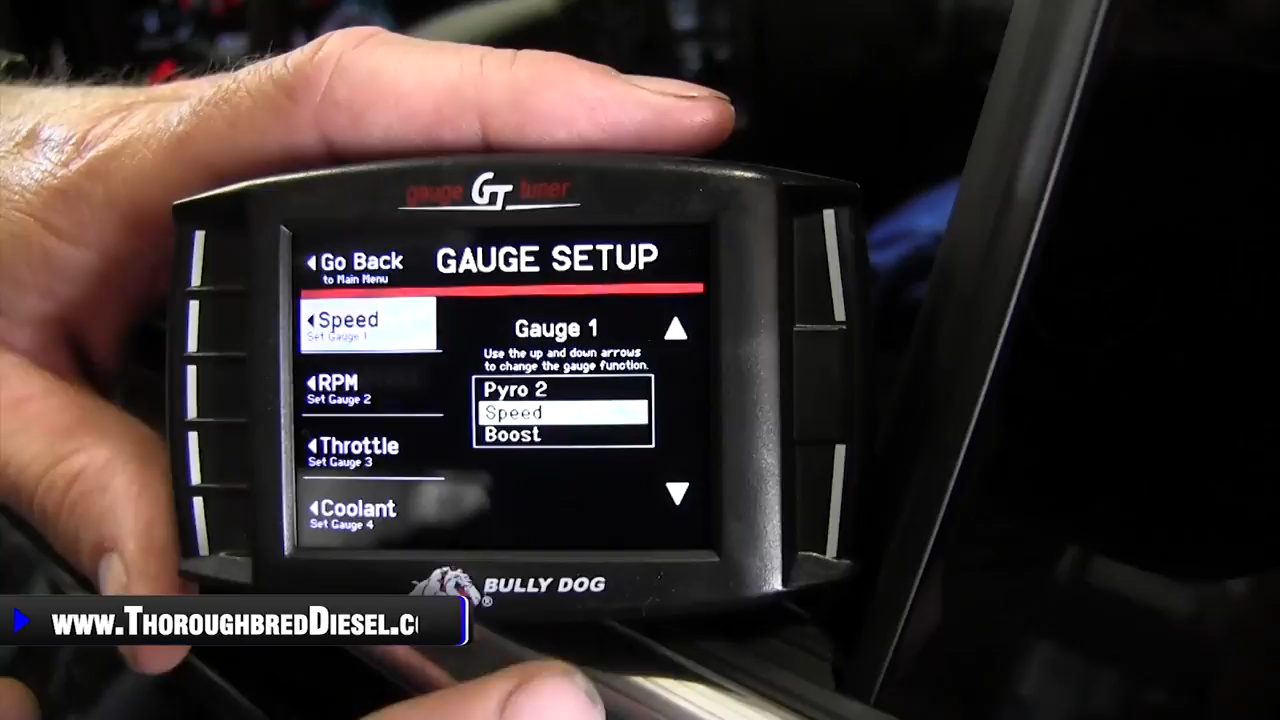 gauge GT tuner
Go Back
to Main Menu
GAUGE SETUP
Speed
Set Gauge 1
RPM
Set Gauge 2
Throttle
Set Gauge 3
Coolant
Set Gauge 4
Gauge 1
Use the up and down arrows
to change the gauge function.
Pyro 2
Speed
Boost
BULLY DOG
®
www.ThoroughbredDiesel.c